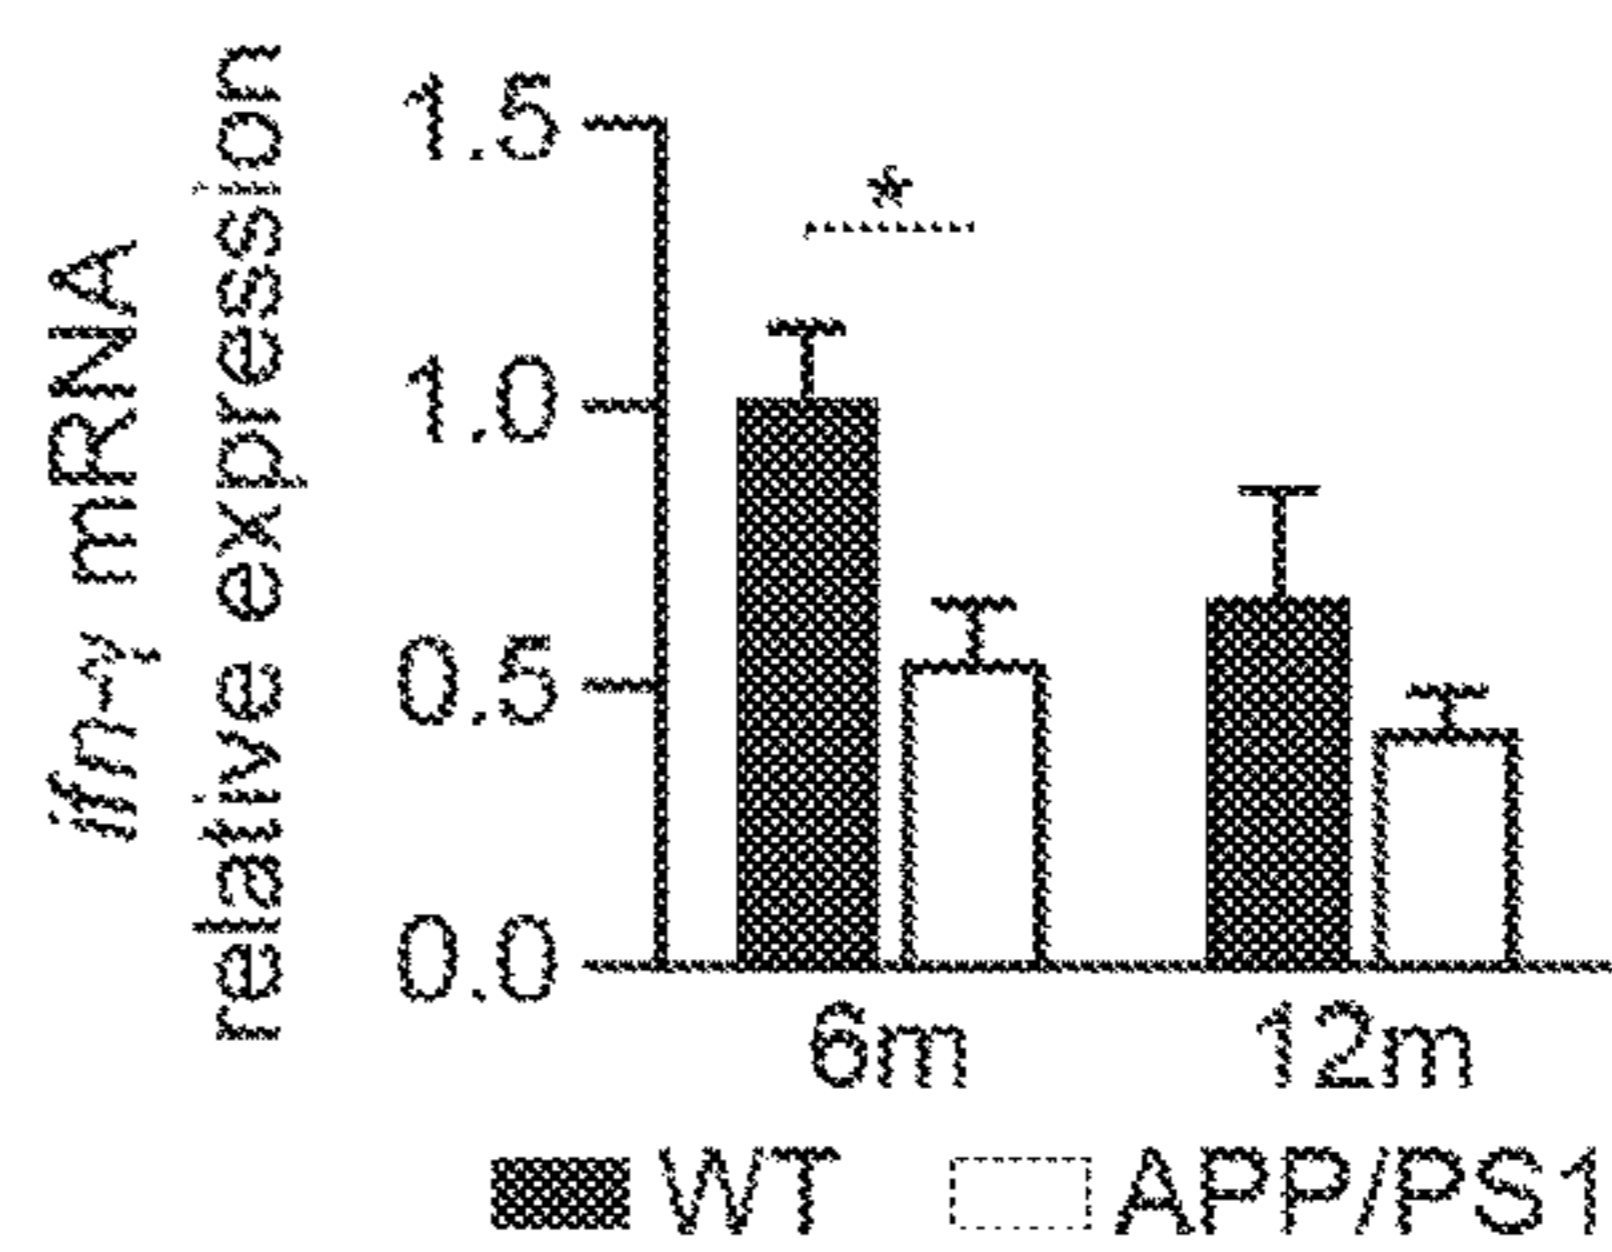 ifn-γ mRNA
relative expression
1.5
1.0
0.5
0.0
*
6m 12m
WT APP/PS1